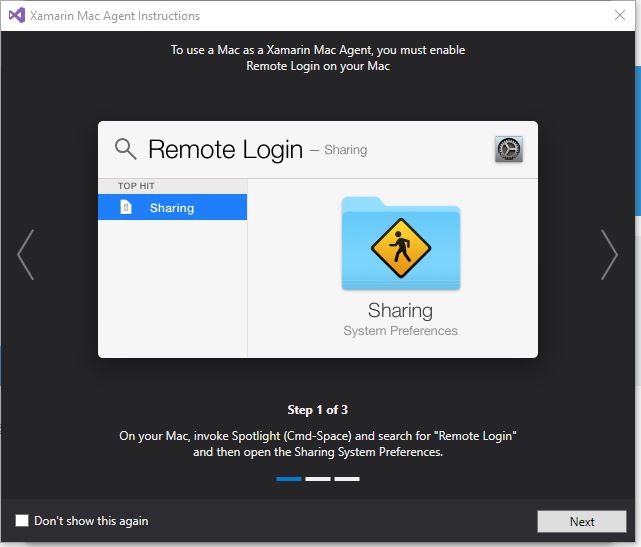 Xamarin Mac Agent Instructions
To use a Mac as a Xamarin Mac Agent, you must enable
Remote Login on your Mac
Remote Login — Sharing
TOP HIT
Sharing
Sharing
System Preferences
Step 1 of 3
On your Mac, invoke Spotlight (Cmd-Space) and search for "Remote Login"
and then open the Sharing System Preferences.
Don't show this again
Next